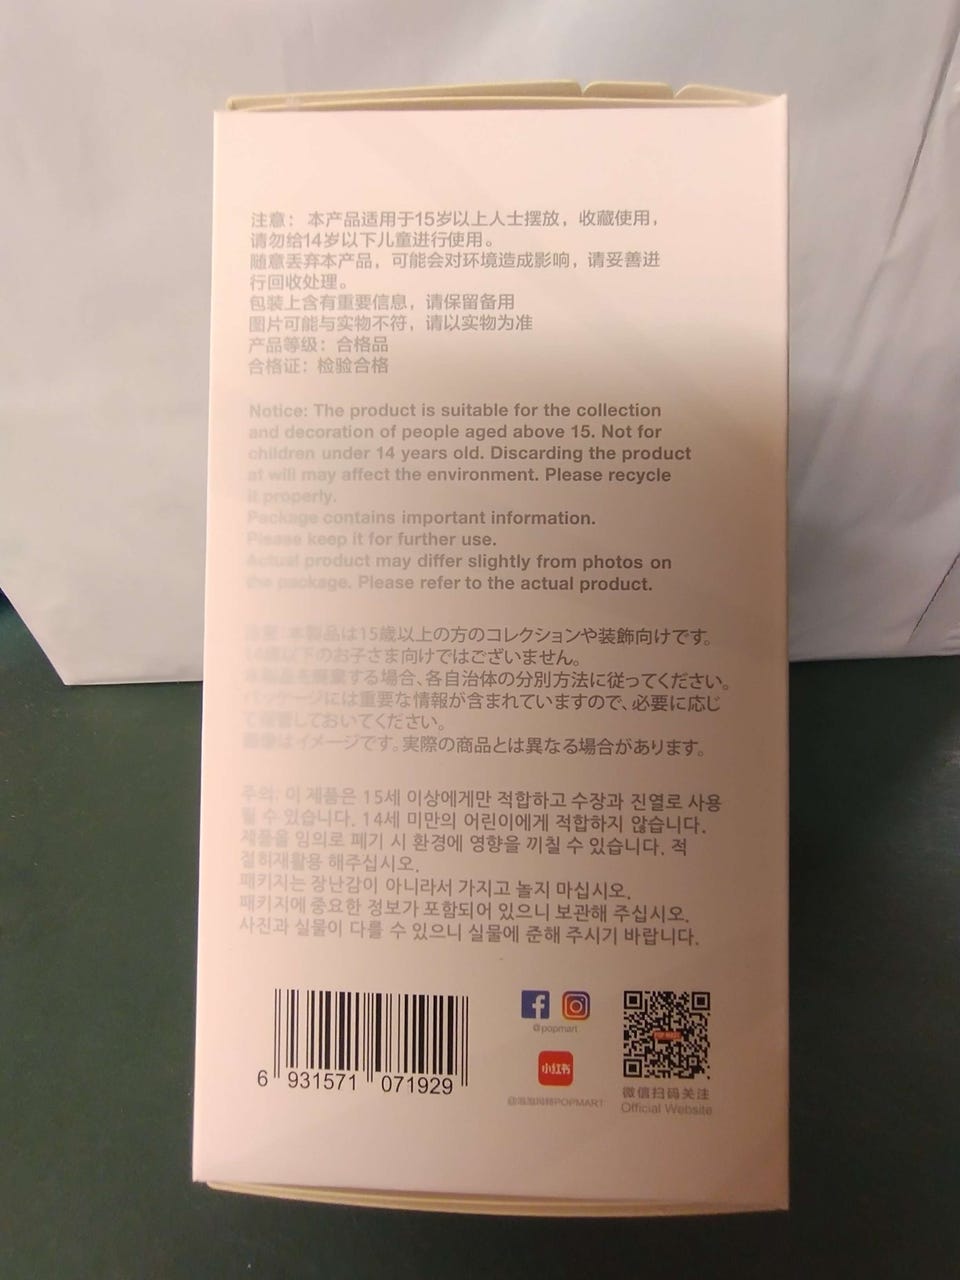 注意： 本产品适用于15岁以上人士摆放，收藏使用，
请勿给14岁以下儿童进行使用。
随意丢弃本产品，可能会对环境造成影响，请妥善进
行回收处理。
包装上含有重要信息，请保留备用
图片可能与实物不符，请以实物为准
产品等级：合格品
合格证：检验合格
Notice: The product is suitable for the collection
and decoration of people aged above 15. Not for
children under 14 years old. Discarding the product
at will may affect the environment. Please recycle
it properly.
Package contains important information.
Please keep it for further use.
Actual product may differ slightly from photos on
the package. Please refer to the actual product.
本製品は15歳以上の方のコレクションや装飾向けです。
以下のお子さま向けではございません。
する場合、各自治体の分別方法に従ってください。
パッケージには重要な情報が含まれていますので、必要に応じ
しておいてください。
はイメージです。実際の商品とは異なる場合があります。
주의: 이 제품은 15세 이상에게만 적합하고 수장과 진열로 사용
될 수 있습니다. 14세 미만의 어린이에게 적합하지 않습니다.
제품을 임의로 폐기 시 환경에 영향을 끼칠 수 있습니다. 적
절히재활용 해주십시오.
패키지는 장난감이 아니라서 가지고 놀지 마십시오.
패키지에 중요한 정보가 포함되어 있으니 보관해 주십시오.
사진과 실물이 다를 수 있으니 실물에 준해 주시기 바랍니다.
6 931571 071929
@popmart
小红书
@泡泡玛特POPMART
POP MART
微信扫码关注
Official Website